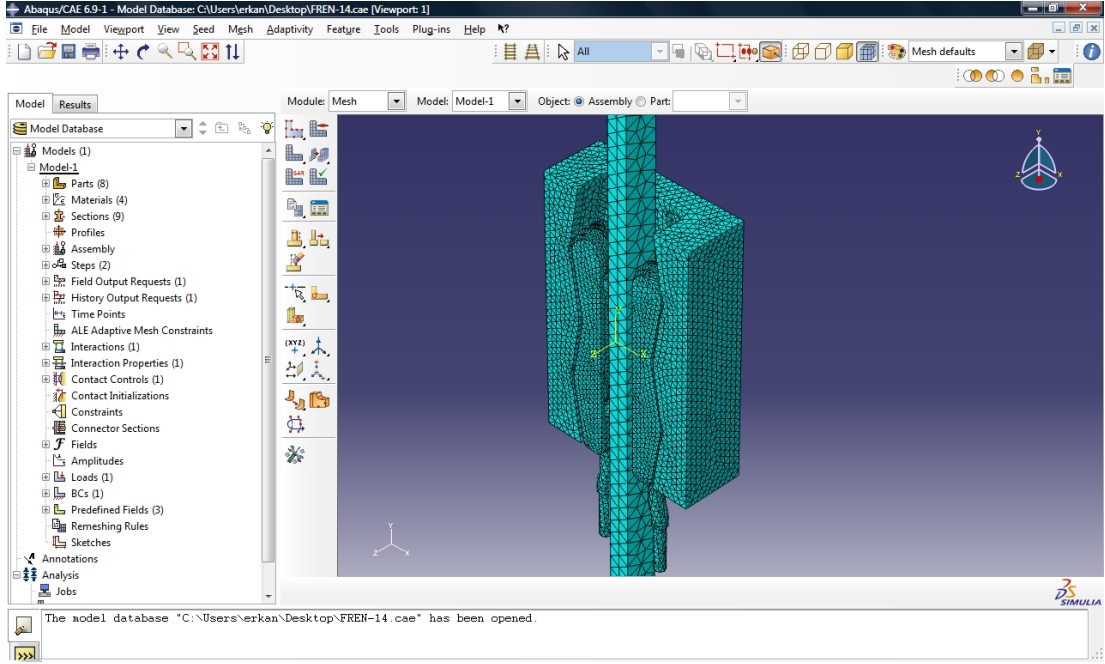 Abaqus/CAE 6.9-1 - Model Database: C:\Users\erkan\Desktop\FREN-14.cae [Viewport: 1]
File Model Viewport View Seed Mesh Adaptivity Feature Tools Plug-ins Help
All
Mesh defaults
Model Results
Module: Mesh Model: Model-1 Object: Assembly Part:
Model Database
Models (1)
Model-1
Parts (8)
Materials (4)
Sections (9)
Profiles
Assembly
Steps (2)
Field Output Requests (1)
History Output Requests (1)
Time Points
ALE Adaptive Mesh Constraints
Interactions (1)
Interaction Properties (1)
Contact Controls (1)
Contact Initializations
Constraints
Connector Sections
Fields
Amplitudes
Loads (1)
BCs (1)
Predefined Fields (3)
Remeshing Rules
Sketches
Annotations
Analysis
Jobs
(XYZ)
Y
Z
X
Y
Z
X
Y
Z
X
SIMULIA
The model database "C:\Users\erkan\Desktop\FREN-14.cae" has been opened.
>>>